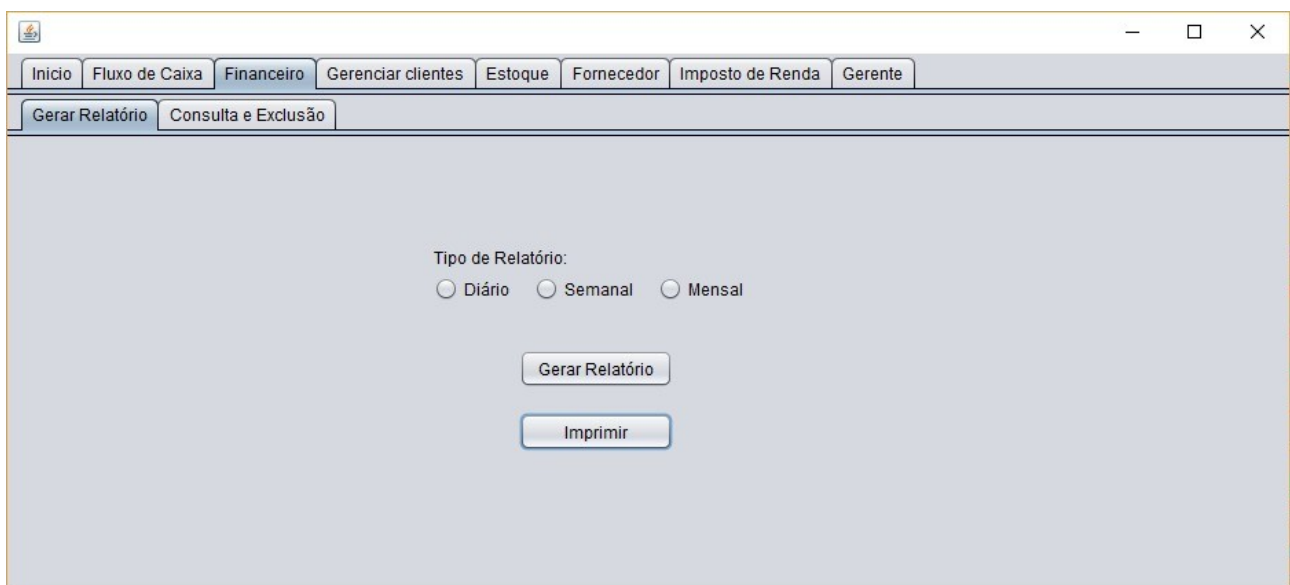 Inicio Fluxo de Caixa Financeiro Gerenciar clientes Estoque Fornecedor Imposto de Renda Gerente
Gerar Relatório Consulta e Exclusão
Tipo de Relatório:
Diário Semanal Mensal
Gerar Relatório
Imprimir